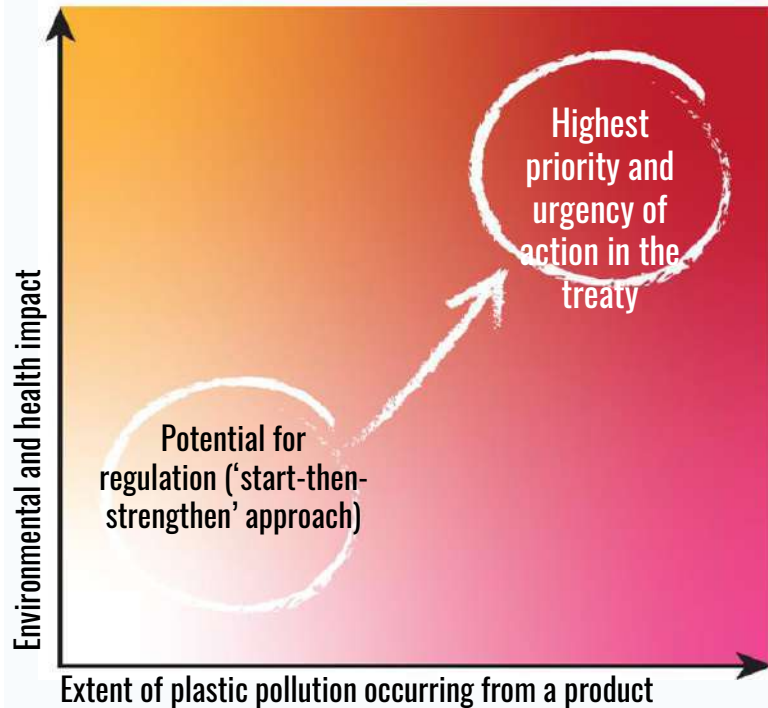 Highest
priority and
urgency of
action in the
treaty
Potential for
regulation (‘start-then-
strengthen’ approach)
Environmental and health impact
Extent of plastic pollution occurring from a product